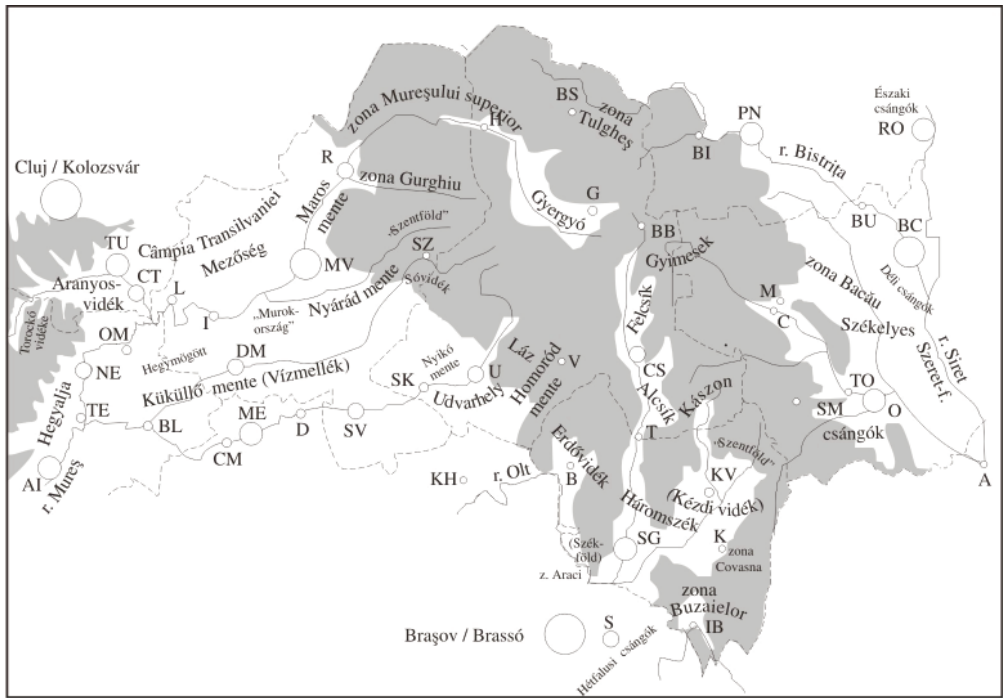 Északi
csángók
RO
BS
zona
Tulgheş
PN
zona Mureşului superior
H
BI
r. Bistriţa
Cluj / Kolozsvár
R
zona Gurghiu
Maros
mente
G
Gyergyó
BU
BC
BB
Câmpia Transilvaniei
Mezőség
„Szentföld”
SZ
Gyimesek
TU
CT
MV
Sóvidék
zona Bacău
Déli csángók
Aranyos-
vidék
L
I
„Murok-
ország”
Nyárád mente
Felcsík
M
C
Székelyes
Torockó
vidéke
OM
Hegymögött
DM
Nyikó
mente
Láz
Homoród
mente
V
CS
Szeret-f.
r. Siret
NE
Küküllő mente (Vízmellék)
SK
U
Udvarhely
Alcsík
Kászon
TO
SM
O
csángók
Hegyalja
TE
BL
ME
D
SV
CM
T
„Szentföld”
Erdővidék
A
AI
r. Mureş
KH
r. Olt
B
KV
(Kézdi vidék)
Háromszék
(Szék-
föld)
SG
K
zona
Covasna
z. Araci
zona
Buzaielor
IB
Braşov / Brassó
S
Hétfalusi csángók